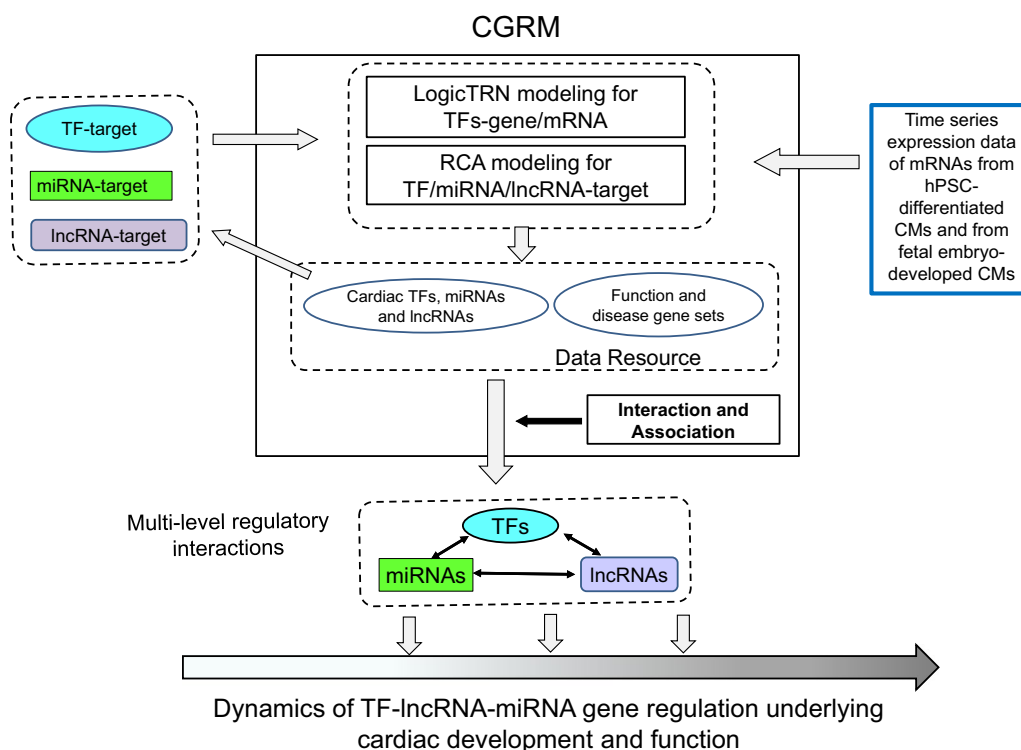 CGRM
TF-target
miRNA-target
lncRNA-target
LogicTRN modeling for
TFs-gene/mRNA
RCA modeling for
TF/miRNA/lncRNA-target
Time series
expression data
of mRNAs from
hPSC-
differentiated
CMs and from
fetal embryo-
developed CMs
Cardiac TFs, miRNAs
and lncRNAs
Function and
disease gene sets
Data Resource
Interaction and
Association
Multi-level regulatory
interactions
TFs
miRNAs
lncRNAs
Dynamics of TF-lncRNA-miRNA gene regulation underlying
cardiac development and function